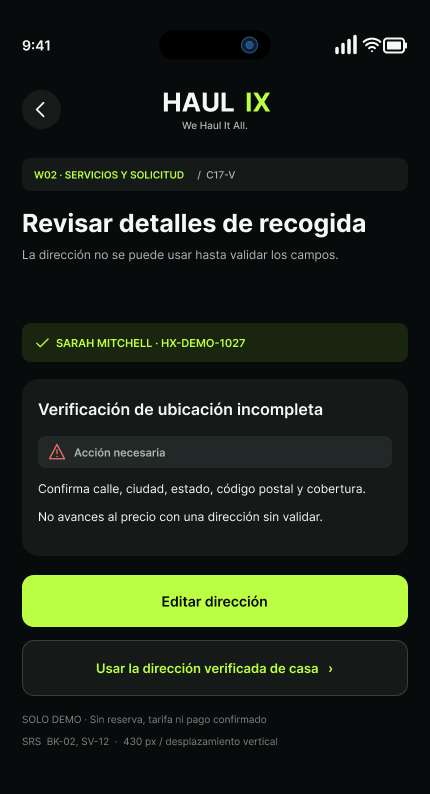 9:41
HAUL IX
We Haul It All.
W02 · SERVICIOS Y SOLICITUD / C17-V
Revisar detalles de recogida
La dirección no se puede usar hasta validar los campos.
SARAH MITCHELL · HX-DEMO-1027
Verificación de ubicación incompleta
Acción necesaria
Confirma calle, ciudad, estado, código postal y cobertura.
No avances al precio con una dirección sin validar.
Editar dirección
Usar la dirección verificada de casa ›
SOLO DEMO · Sin reserva, tarifa ni pago confirmado
SRS BK-02, SV-12 · 430 px / desplazamiento vertical